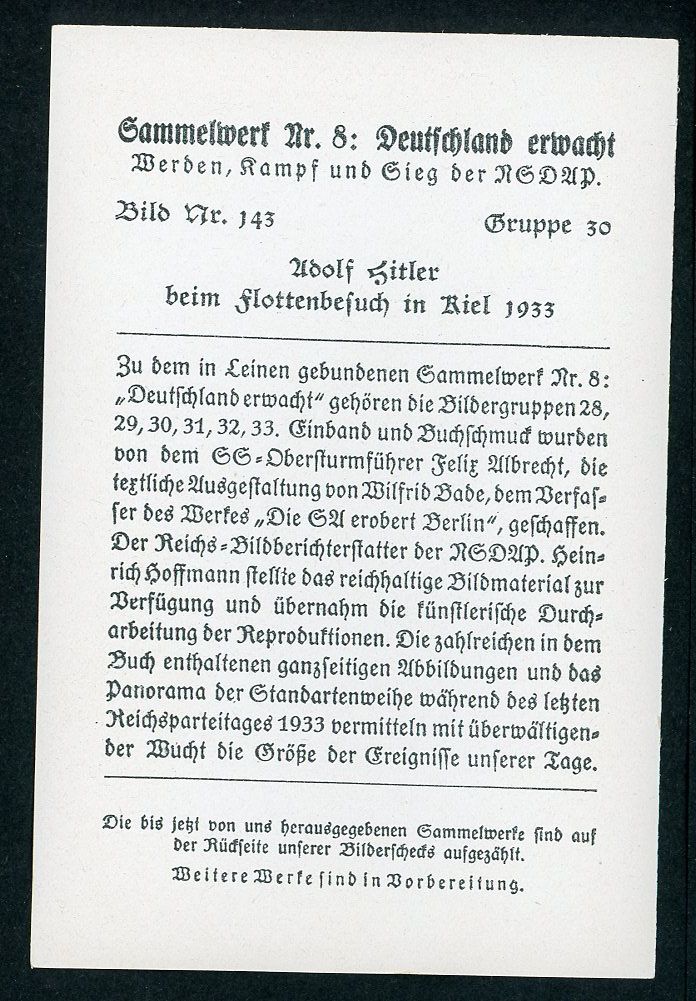 Sammelwerk Nr. 8: Deutschland erwacht
Werden, Kampf und Sieg der NSDAP.
Bild Nr. 143
Gruppe 30
Adolf Hitler
beim Flottenbesuch in Kiel 1933
Zu dem in Leinen gebundenen Sammelwerk Nr. 8:
„Deutschland erwacht“ gehören die Bildergruppen 28,
29, 30, 31, 32, 33. Einband und Buchschmuck wurden
von dem SS-Obersturmführer Felix Albrecht, die
textliche Ausgestaltung von Wilfrid Bade, dem Verfas-
ser des Werkes „Die SA erobert Berlin“, geschaffen.
Der Reichs-Bildberichterstatter der NSDAP. Hein-
rich Hoffmann stellte das reichhaltige Bildmaterial zur
Verfügung und übernahm die künstlerische Durch-
arbeitung der Reproduktionen. Die zahlreichen in dem
Buch enthaltenen ganzseitigen Abbildungen und das
Panorama der Standartenweihe während des letzten
Reichsparteitages 1933 vermitteln mit überwältigen-
der Wucht die Größe der Ereignisse unserer Tage.
Die bis jetzt von uns herausgegebenen Sammelwerke sind auf
der Rückseite unserer Bilderschecks aufgezählt.
Weitere Werke sind in Vorbereitung.